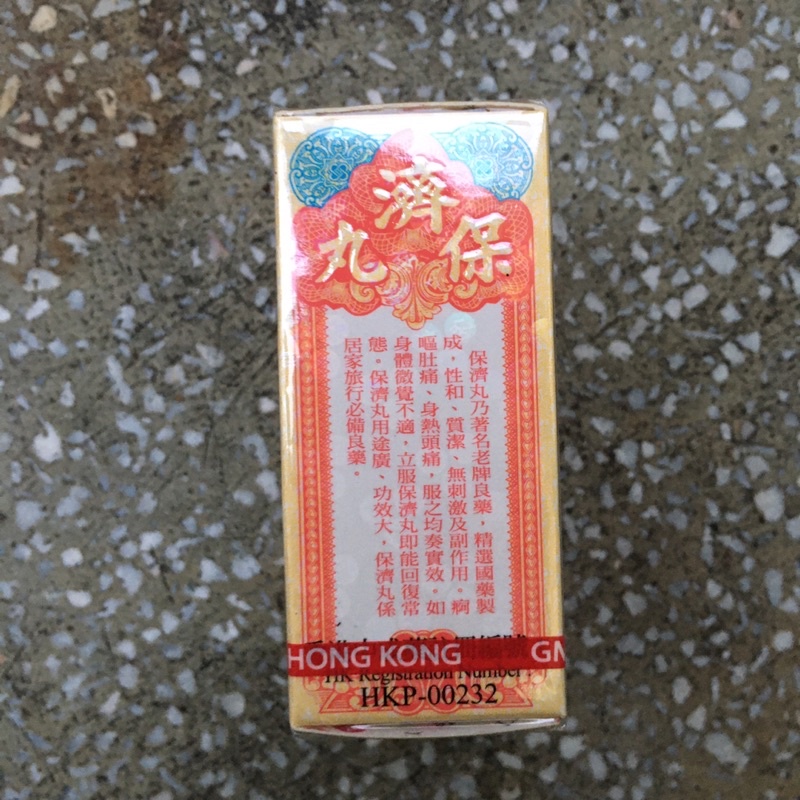 保濟丸
保濟丸乃著名老牌良藥，精選國藥製
成，性和、質潔、無刺激及副作用。痾
嘔肚痛、身熱頭痛，服之均奏實效。如
身體微覺不適，立服保濟丸即能回復常
態。保濟丸用途廣、功效大，保濟丸係
居家旅行必備良藥。
HONG KONG GM
HK Registration Number
HKP-00232